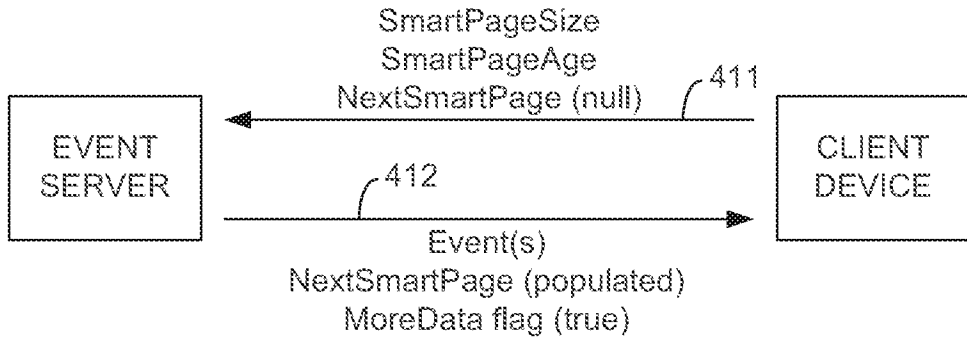 SmartPageSize
SmartPageAge
NextSmartPage (null)
411
EVENT
SERVER
CLIENT
DEVICE
412
Event(s)
NextSmartPage (populated)
MoreData flag (true)